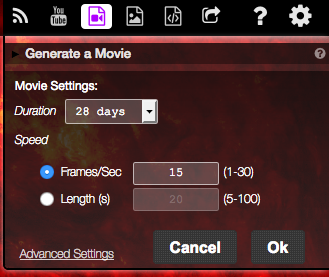 You
Tube
?
Generate a Movie
?
Movie Settings:
Duration 28 days
Speed
Frames/Sec 15 (1-30)
Length (s) 20 (5-100)
Advanced Settings Cancel Ok